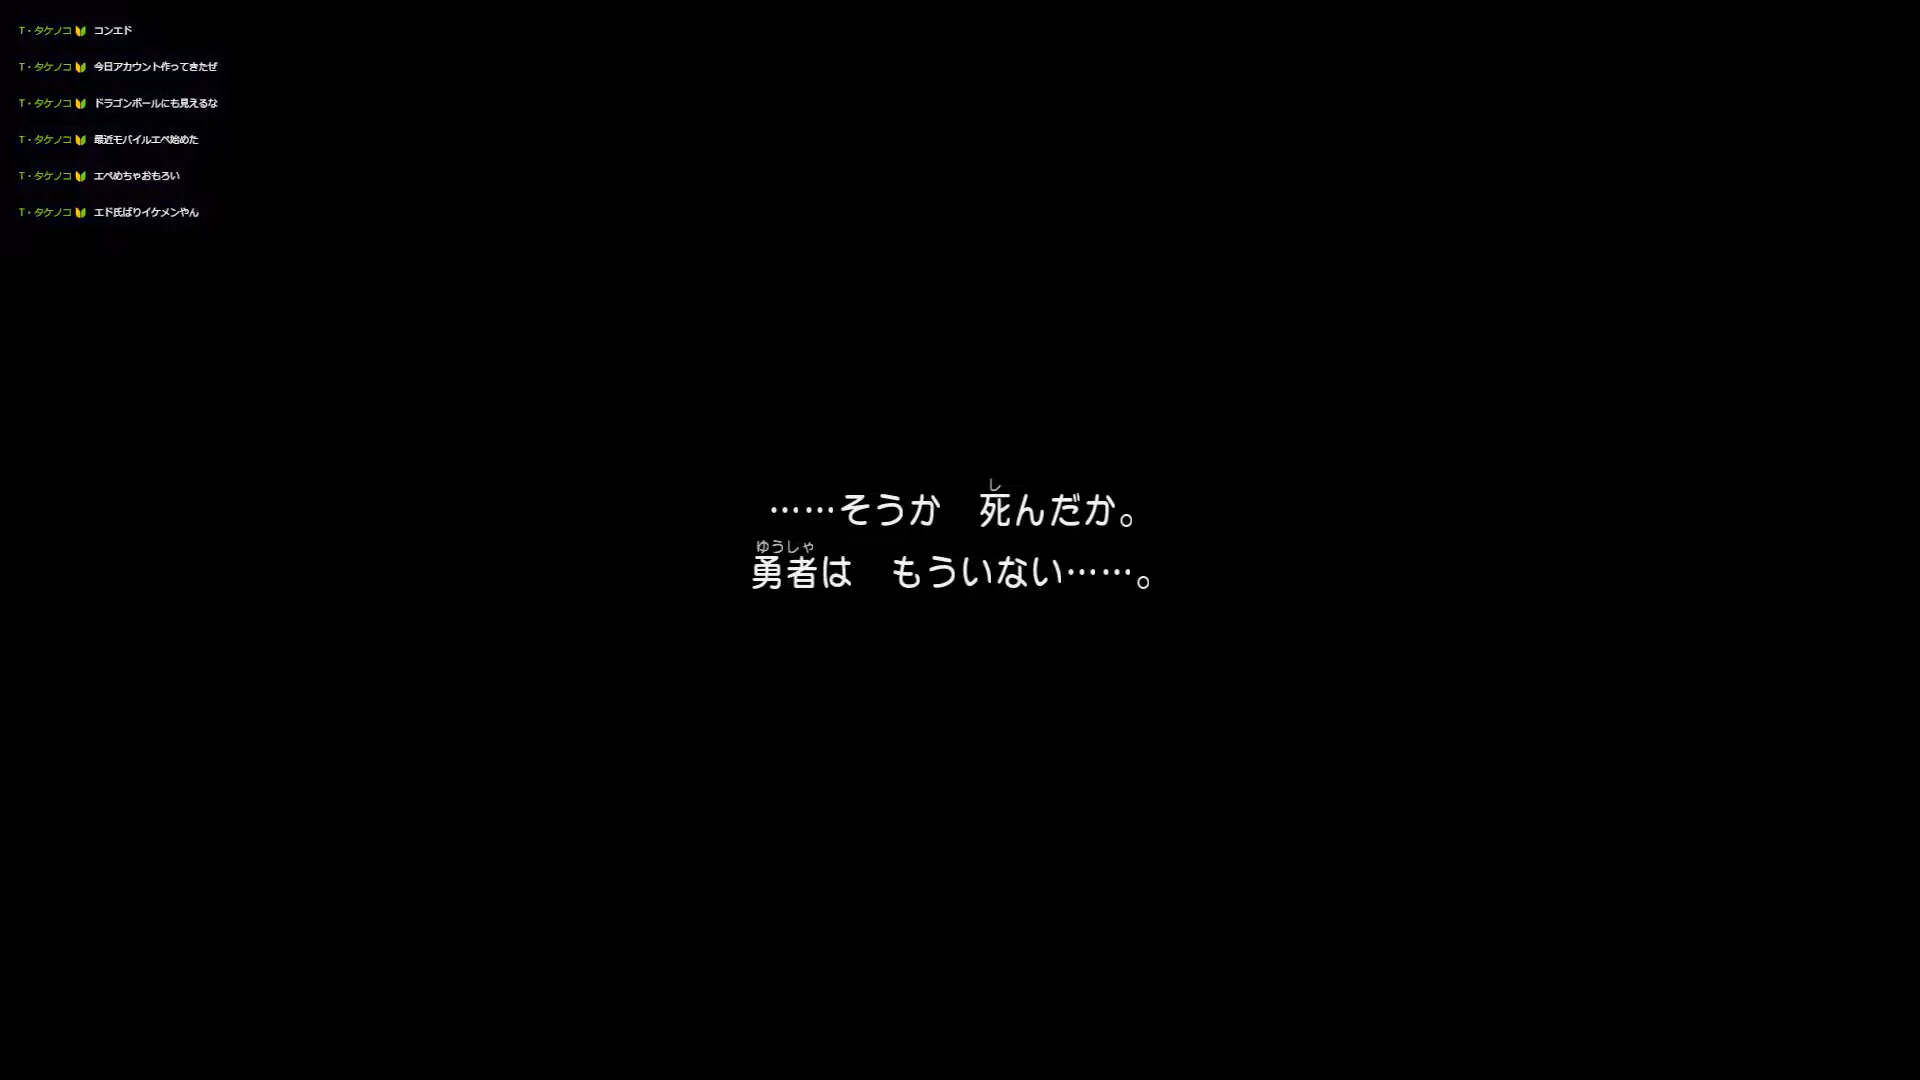 T・タケノコ コンエド
T・タケノコ 今日アカウント作ってきたぜ
T・タケノコ ドラゴンボールにも見えるな
T・タケノコ 最近モバイルエペ始めた
T・タケノコ エペめちゃおもろい
T・タケノコ エド氏ばりイケメンやん
し
……そうか　死んだか。
ゆうしゃ
勇者は　もういない……。